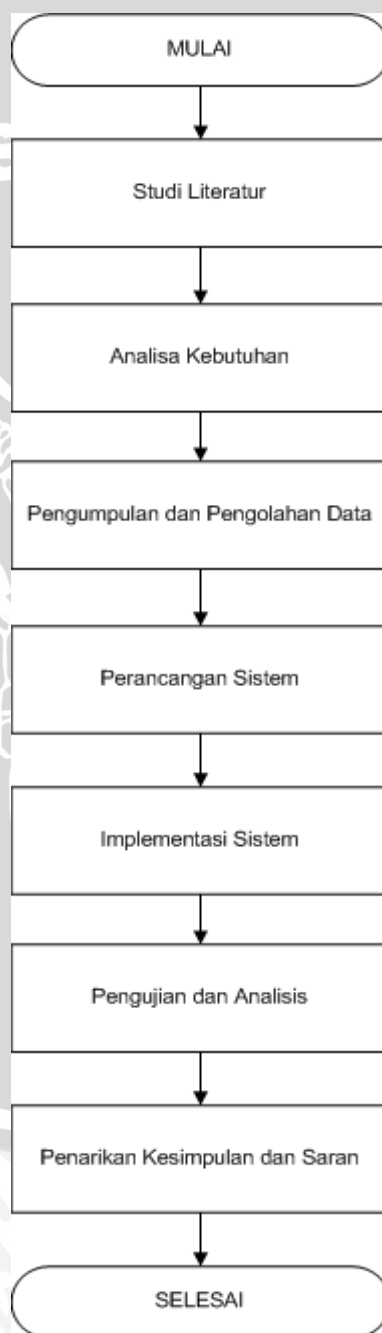 MULAI
Studi Literatur
Analisa Kebutuhan
Pengumpulan dan Pengolahan Data
Perancangan Sistem
Implementasi Sistem
Pengujian dan Analisis
Penarikan Kesimpulan dan Saran
SELESAI